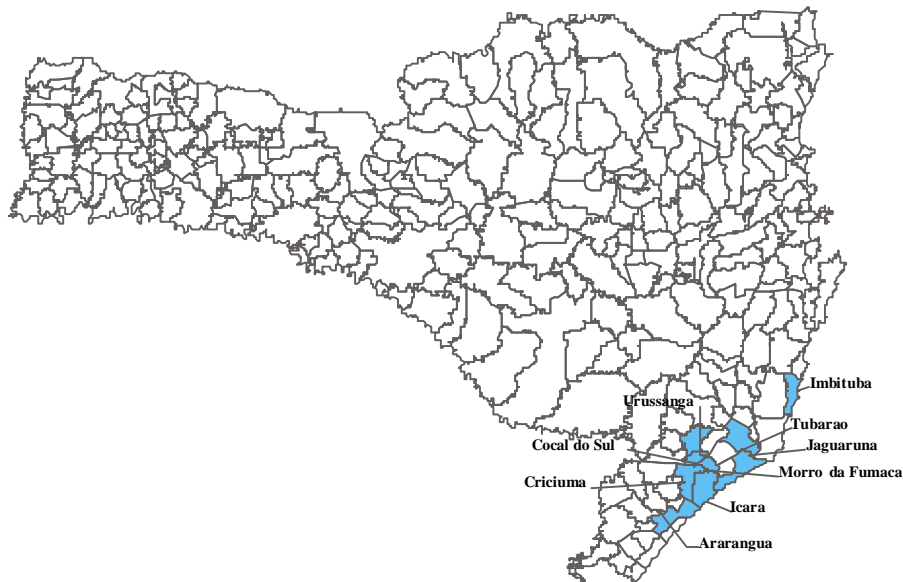 Imbituba
Urussanga
Tubarao
Cocal do Sul
Jaguaruna
Morro da Fumaca
Criciuma
Icara
Ararangua